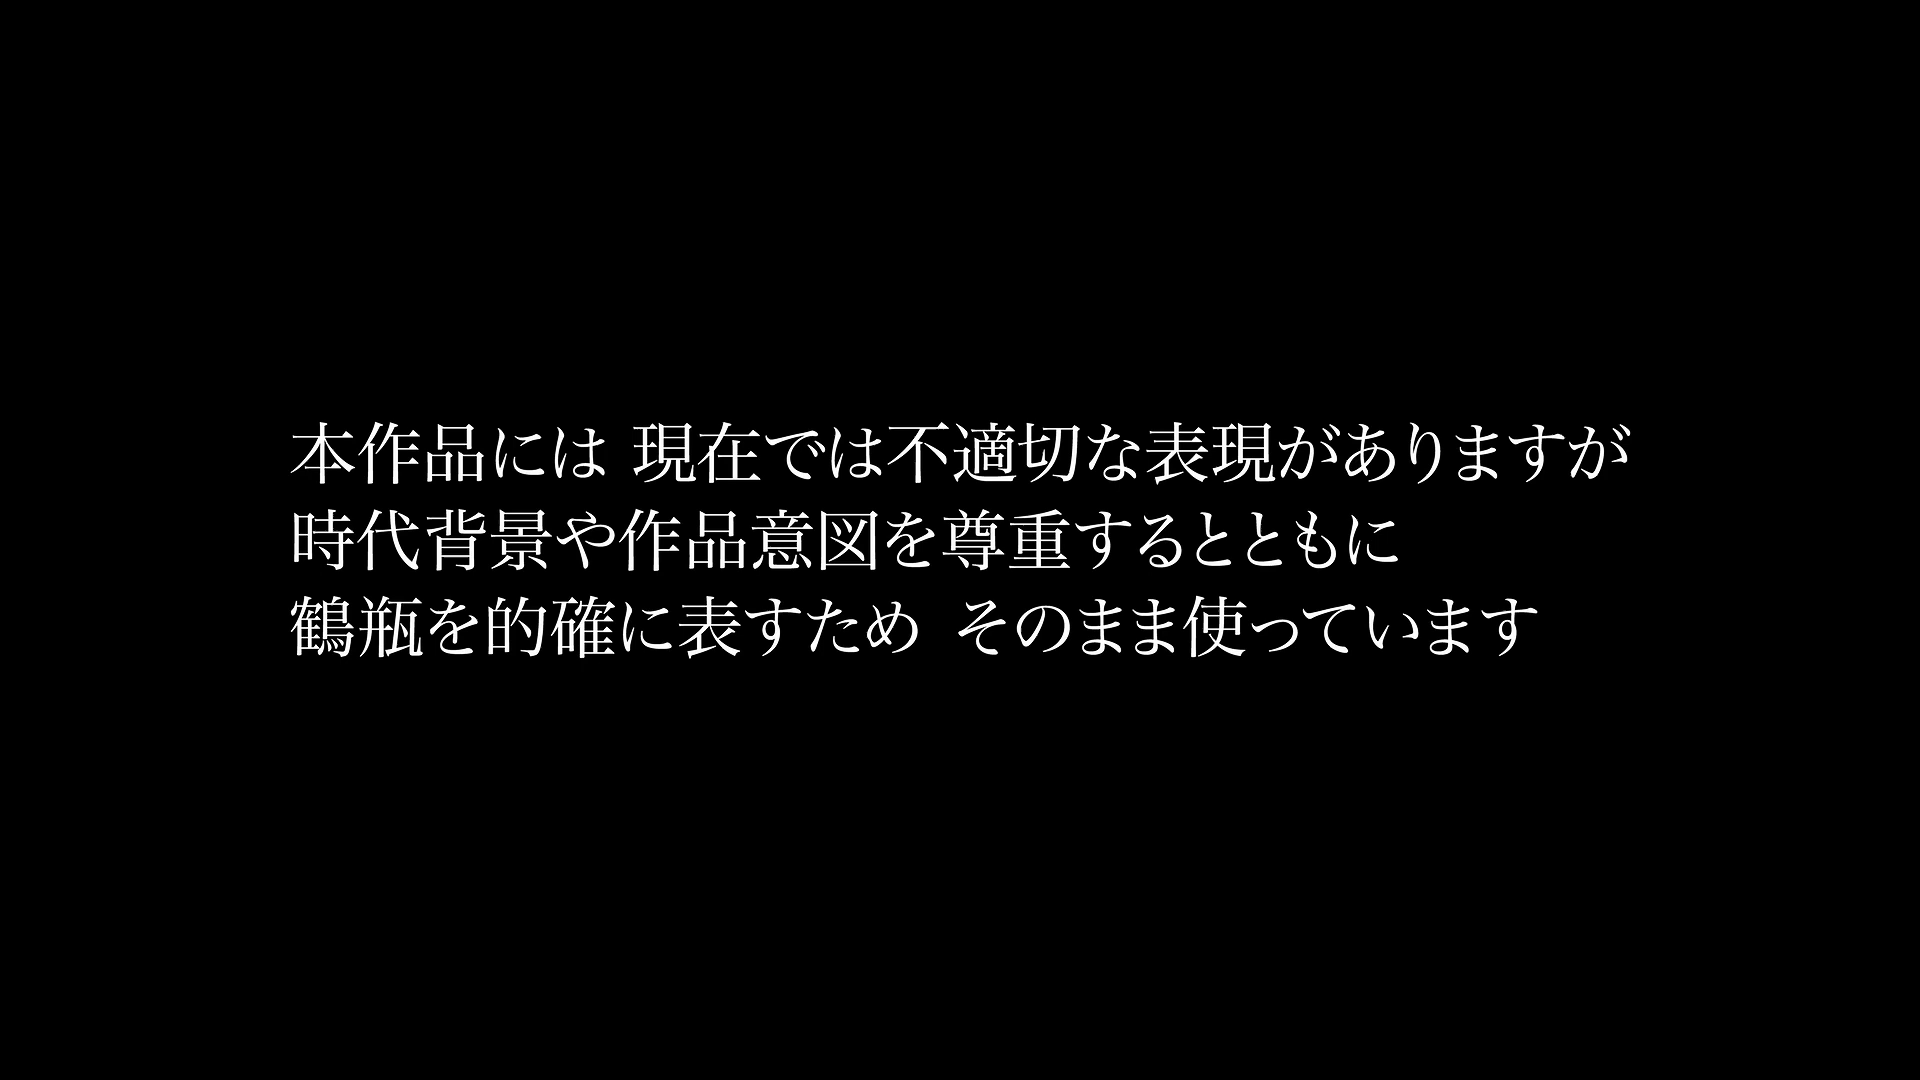 本作品には 現在では不適切な表現がありますが
時代背景や作品意図を尊重するとともに
鶴瓶を的確に表すため そのまま使っています